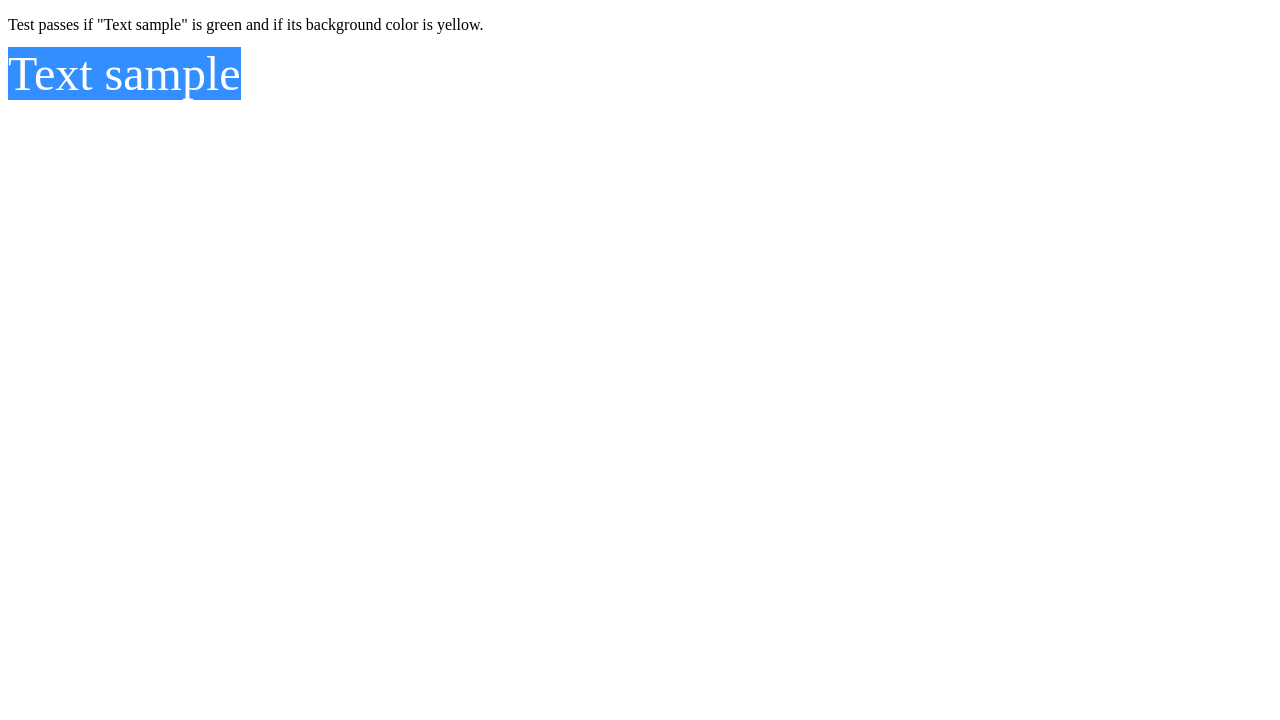 Test passes if "Text sample" is green and if its background color is yellow.
Text sample